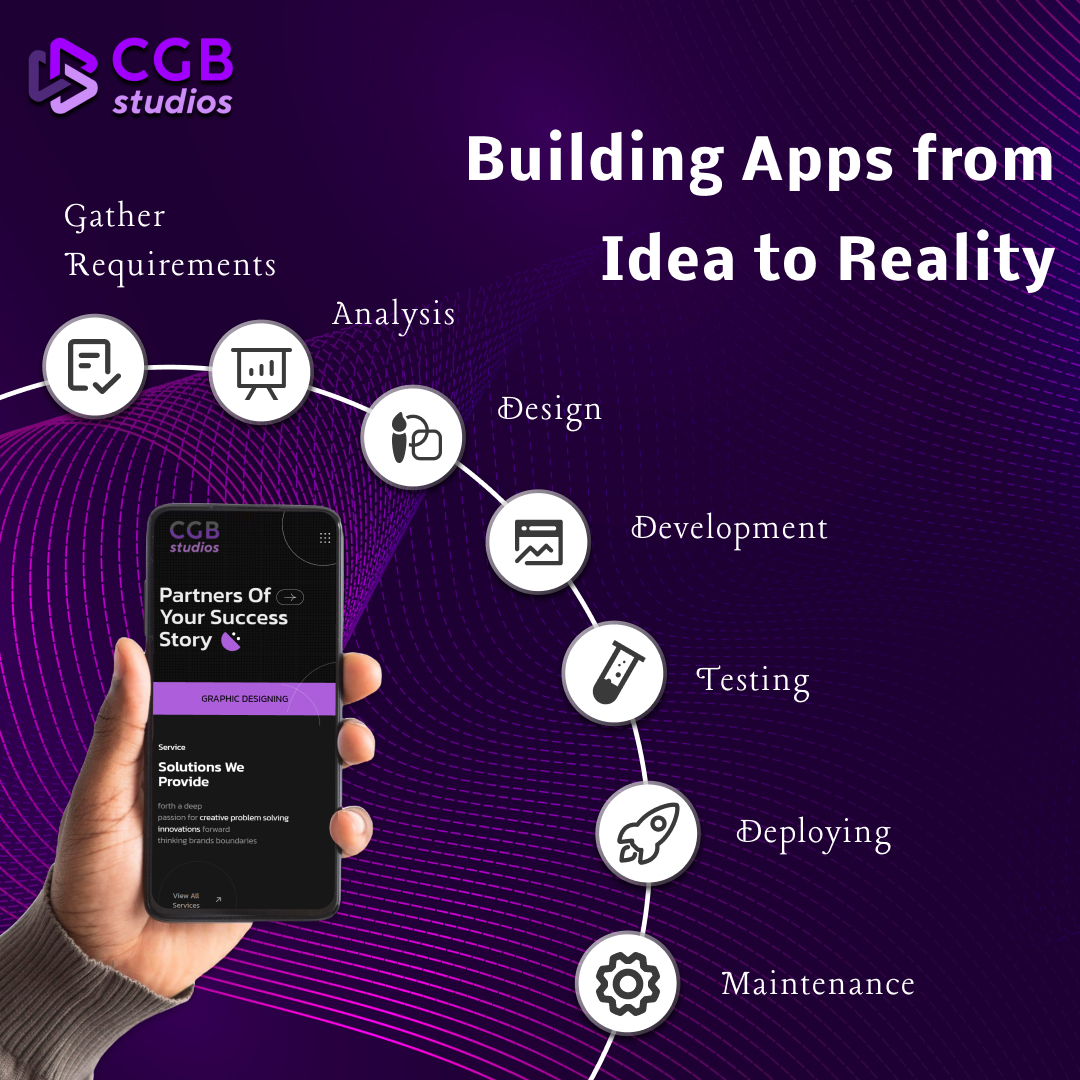 CGB
studios
Building Apps from
Idea to Reality
Gather
Requirements
Analysis
Design
Development
Testing
Deploying
Maintenance
CGB
studios
Partners Of
Your Success
Story
GRAPHIC DESIGNING
Service
Solutions We
Provide
forth a deep
passion for creative problem solving
innovations forward
thinking brands boundaries
View All
Services